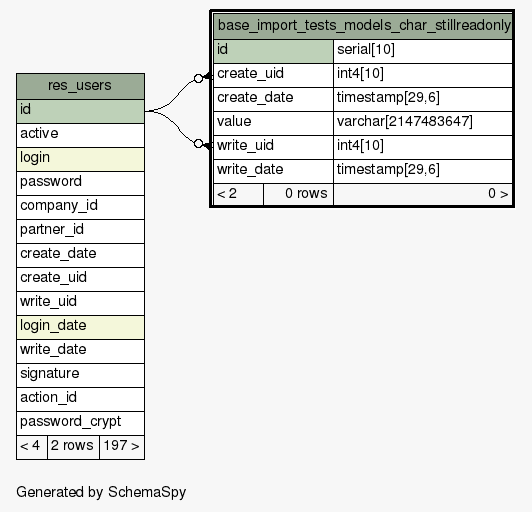 base_import_tests_models_char_stillreadonly
id serial[10]
create_uid int4[10]
create_date timestamp[29,6]
value varchar[2147483647]
write_uid int4[10]
write_date timestamp[29,6]
< 2 0 rows 0 >
res_users
id
active
login
password
company_id
partner_id
create_date
create_uid
write_uid
login_date
write_date
signature
action_id
password_crypt
< 4 2 rows 197 >
Generated by SchemaSpy